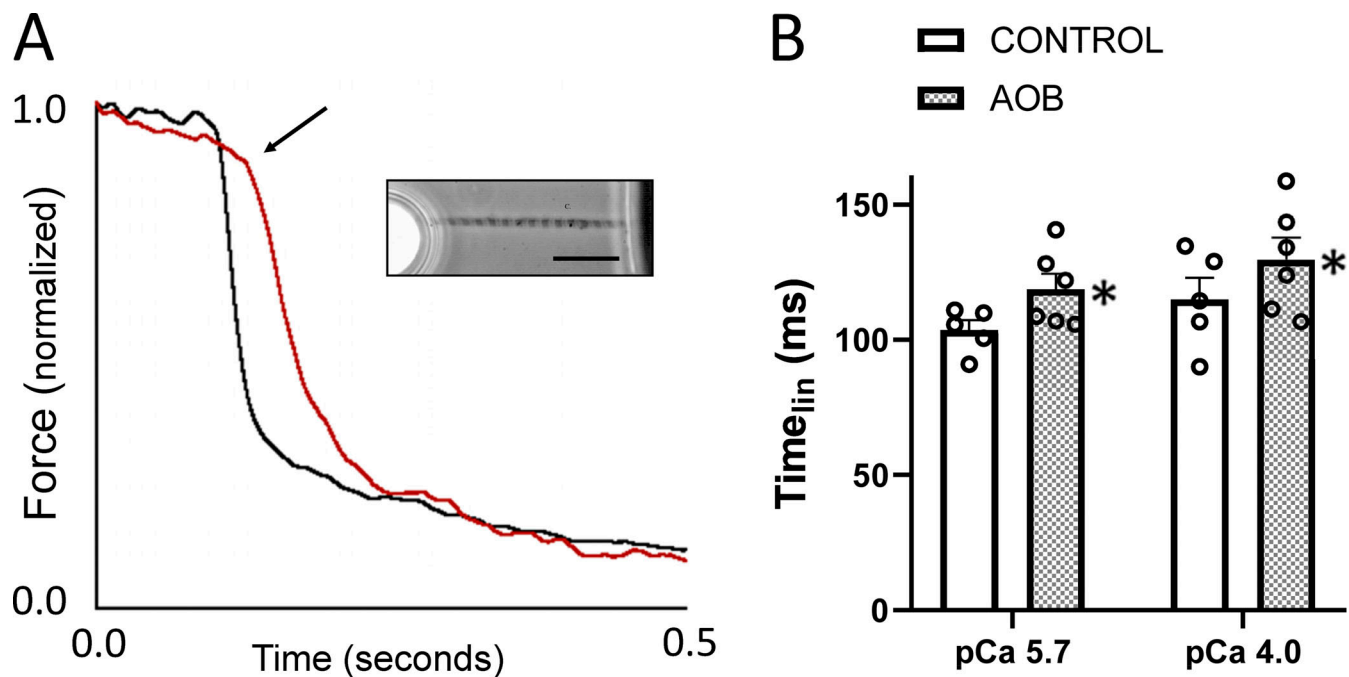 A
1.0
Force (normalized)
0.0
0.0
Time (seconds)
0.5
c
B
CONTROL
AOB
Time_lin (ms)
150
100
50
0
*
*
pCa 5.7
pCa 4.0